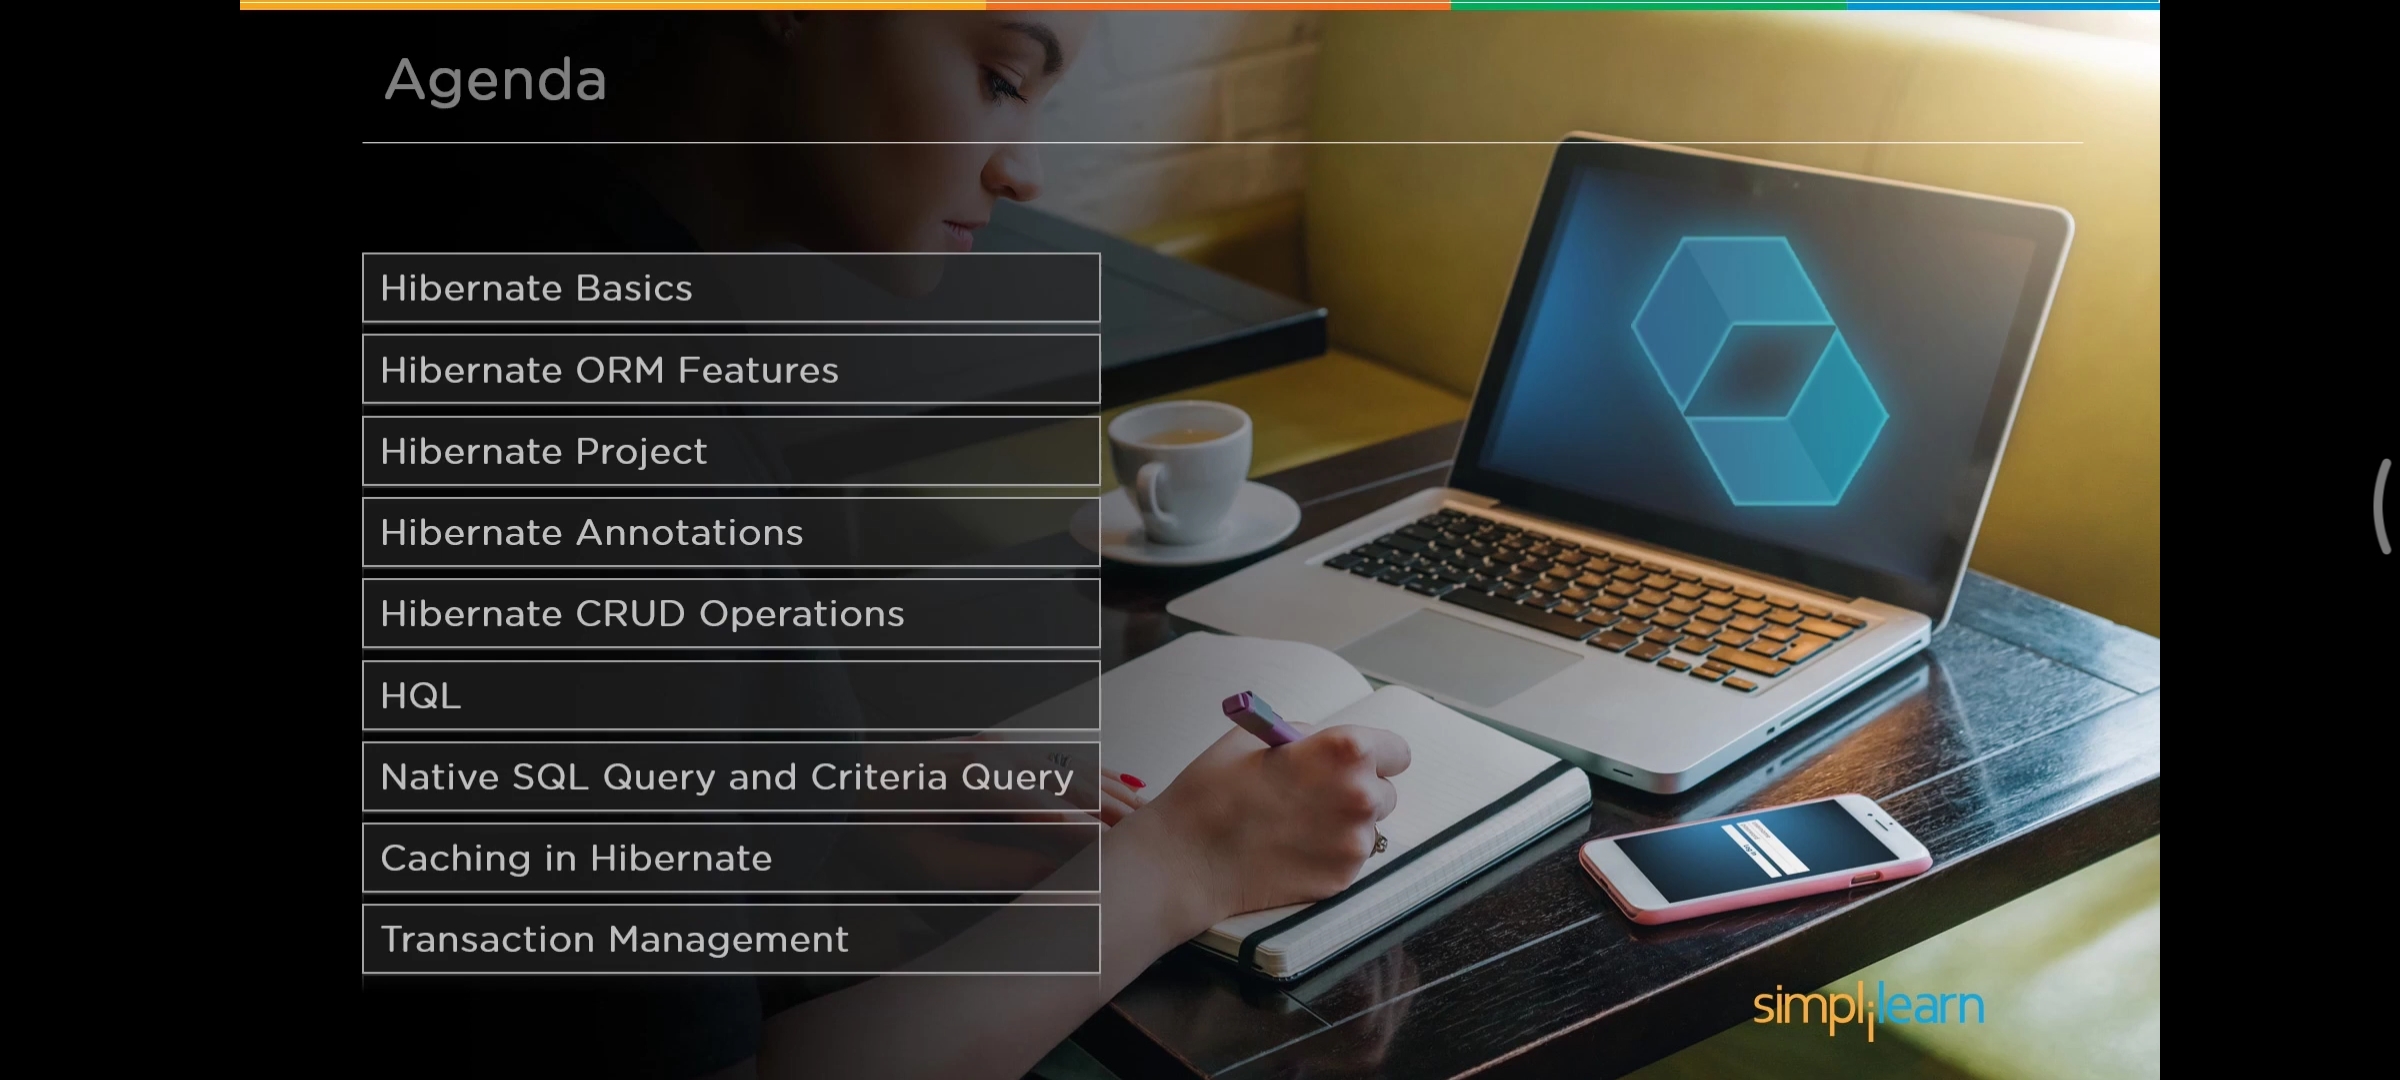 Agenda
Hibernate Basics
Hibernate ORM Features
Hibernate Project
Hibernate Annotations
Hibernate CRUD Operations
HQL
Native SQL Query and Criteria Query
Caching in Hibernate
Transaction Management
simplilearn